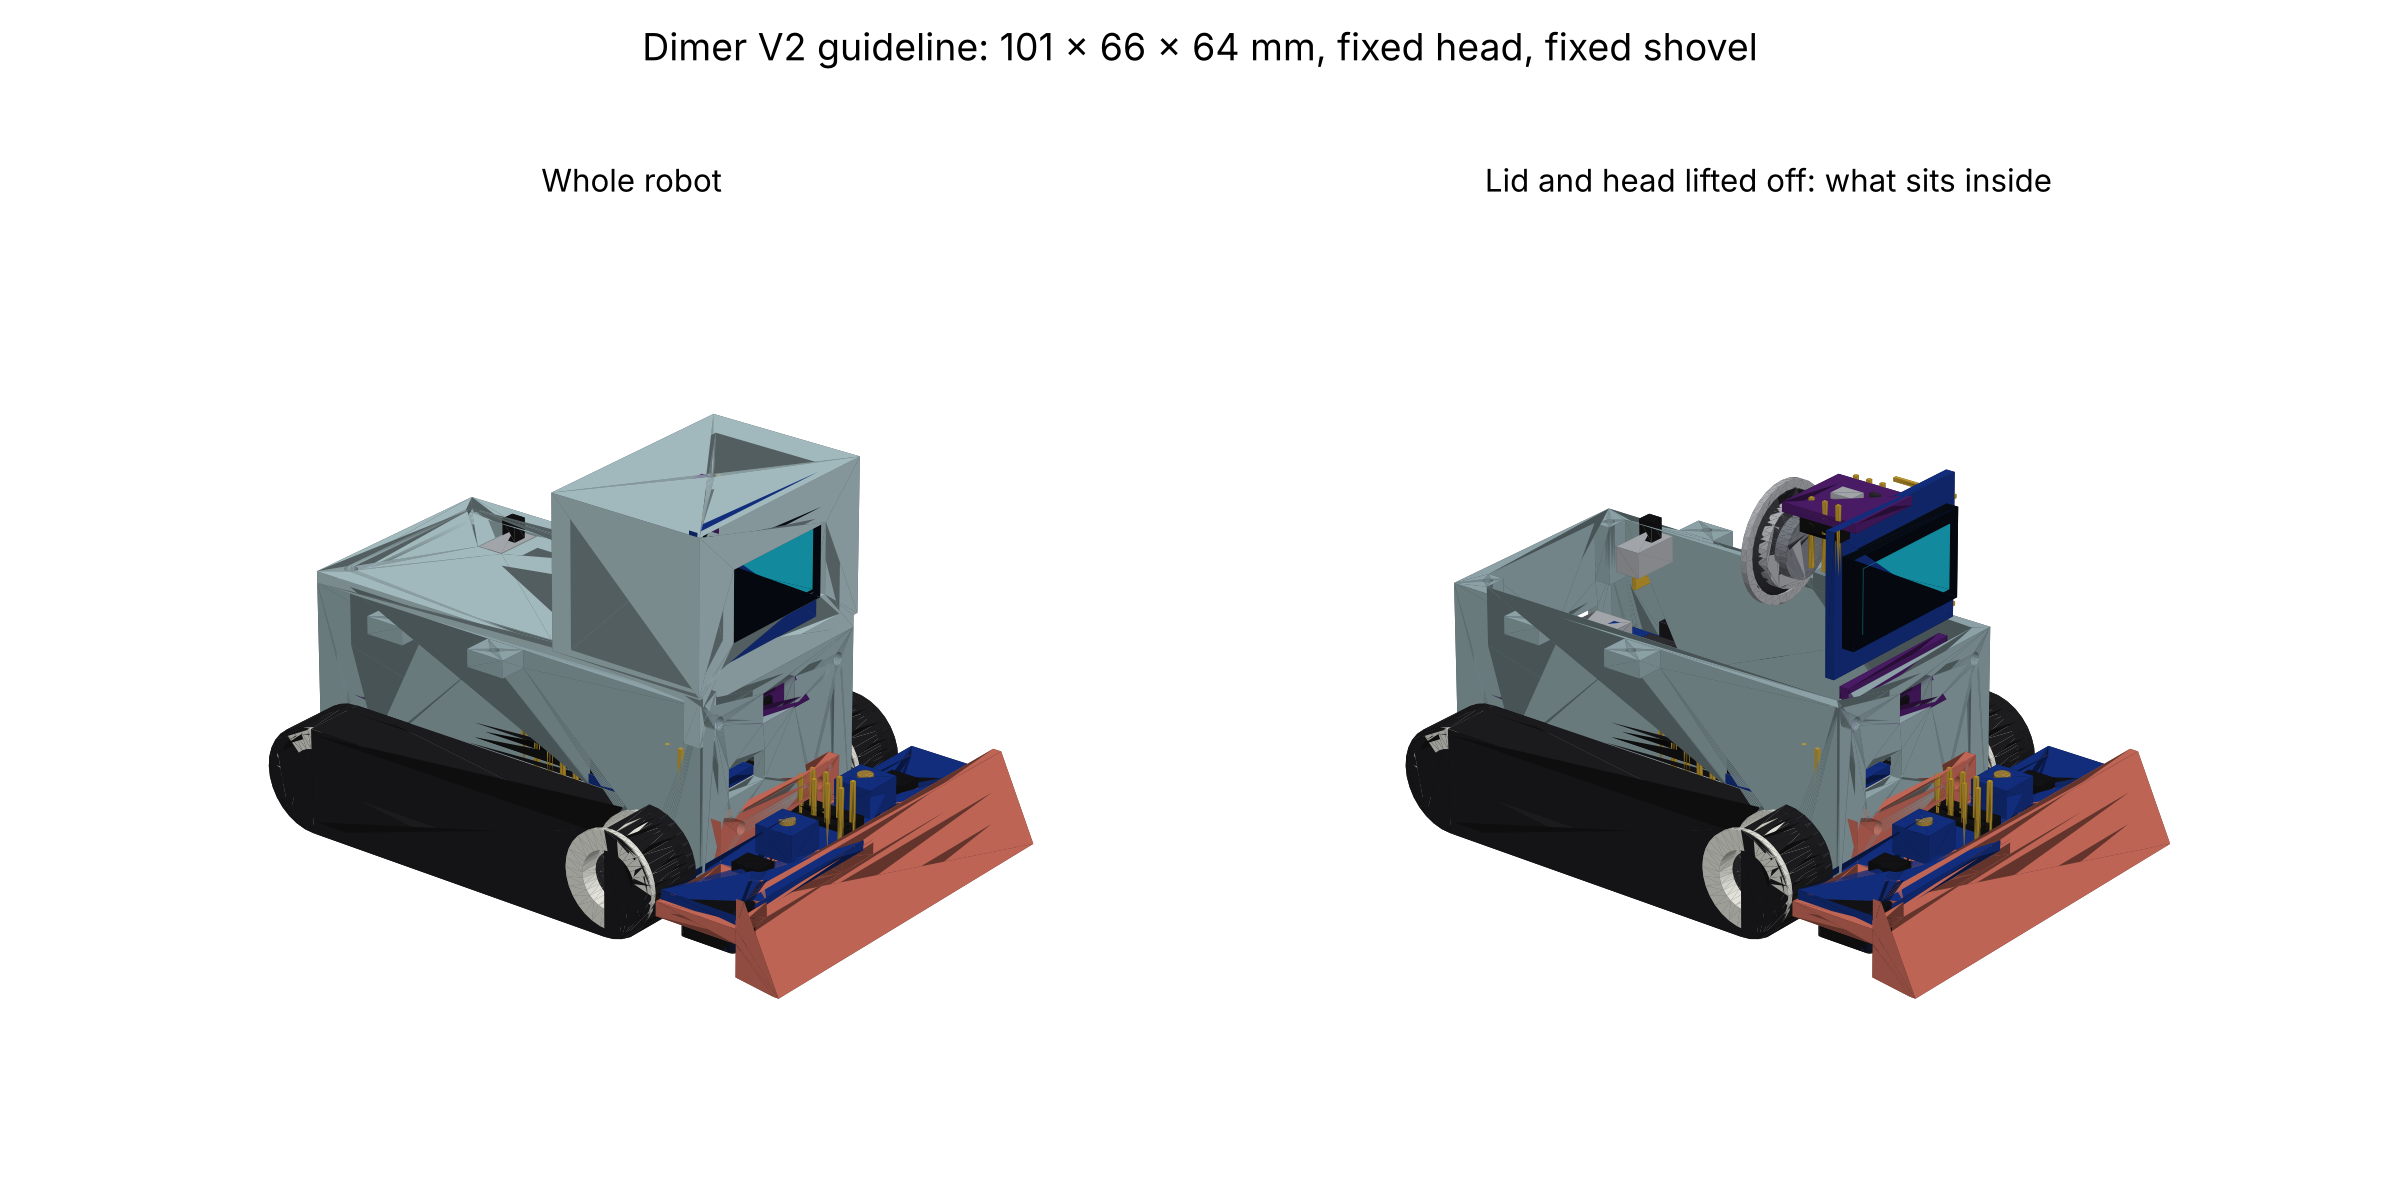 Dimer V2 guideline: 101 × 66 × 64 mm, fixed head, fixed shovel
Whole robot
Lid and head lifted off: what sits inside